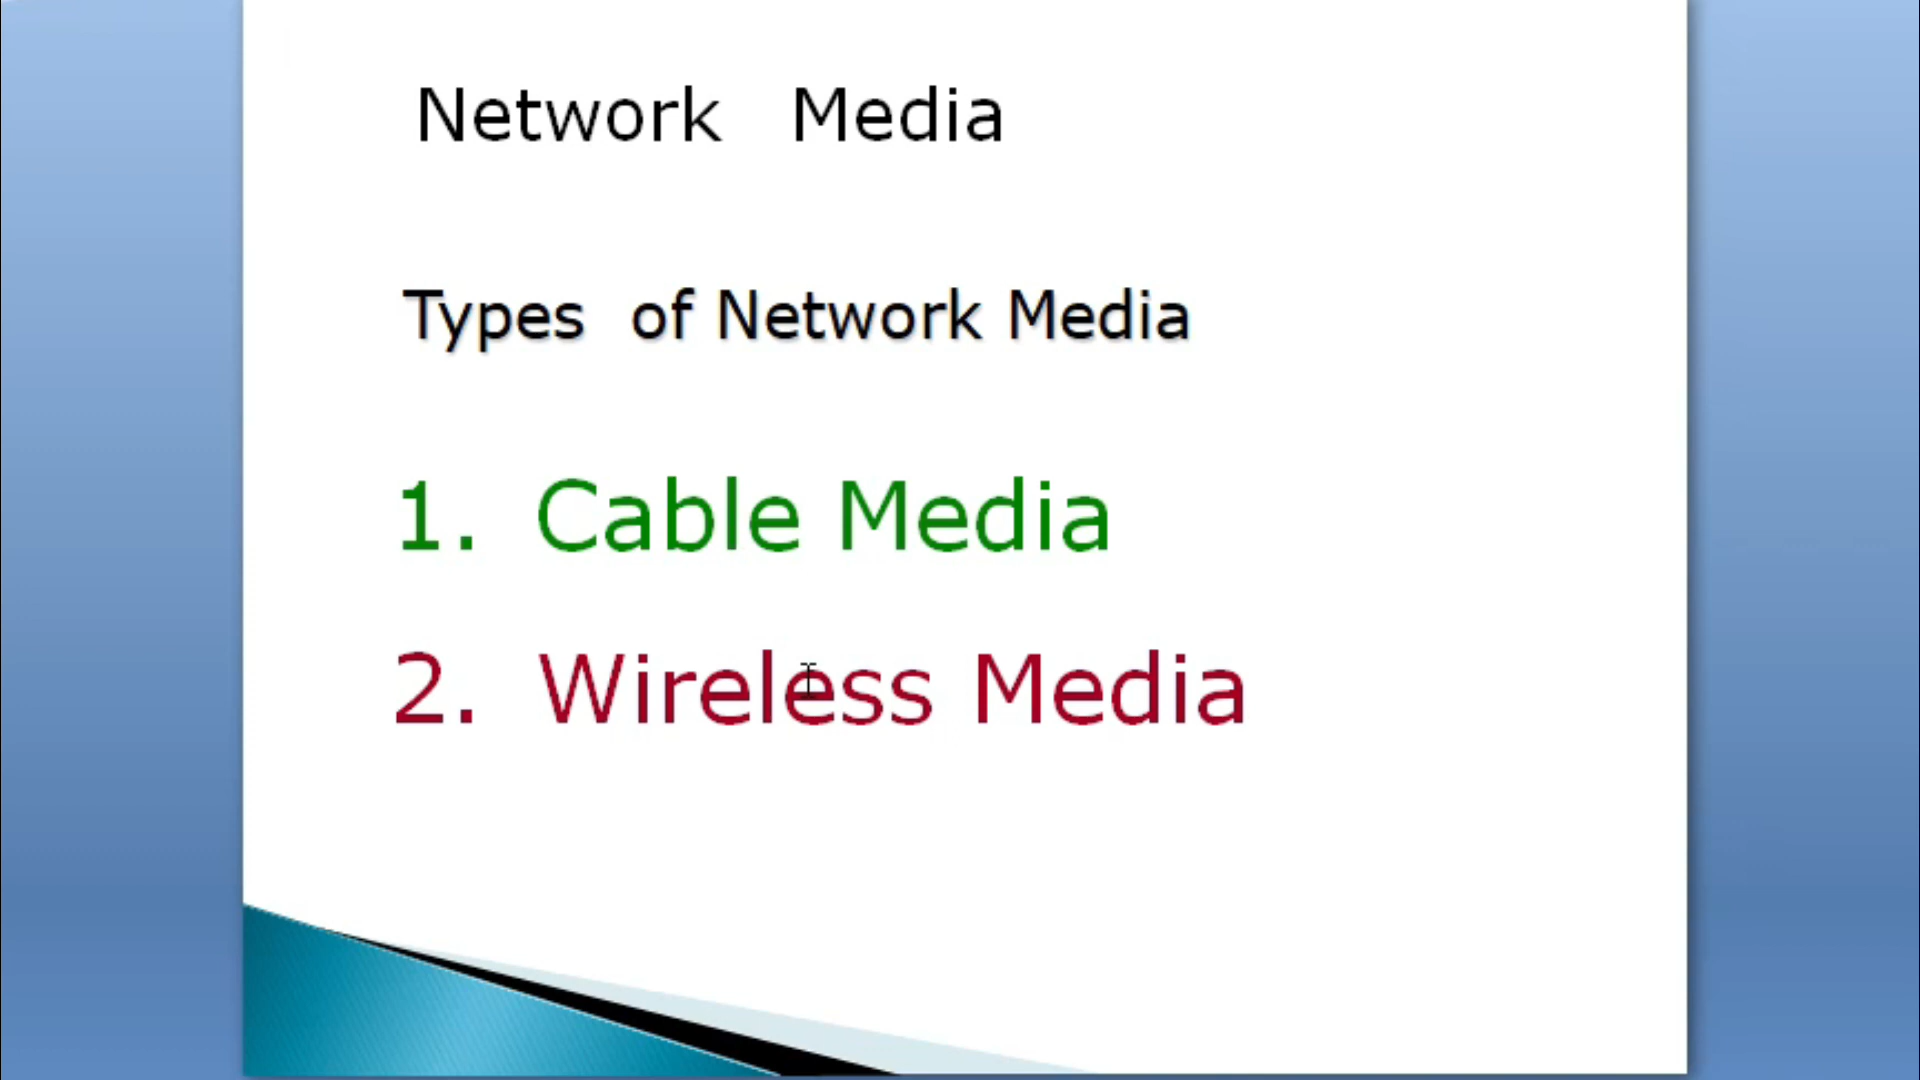 Network Media
Types of Network Media
1. Cable Media
2. Wireless Media